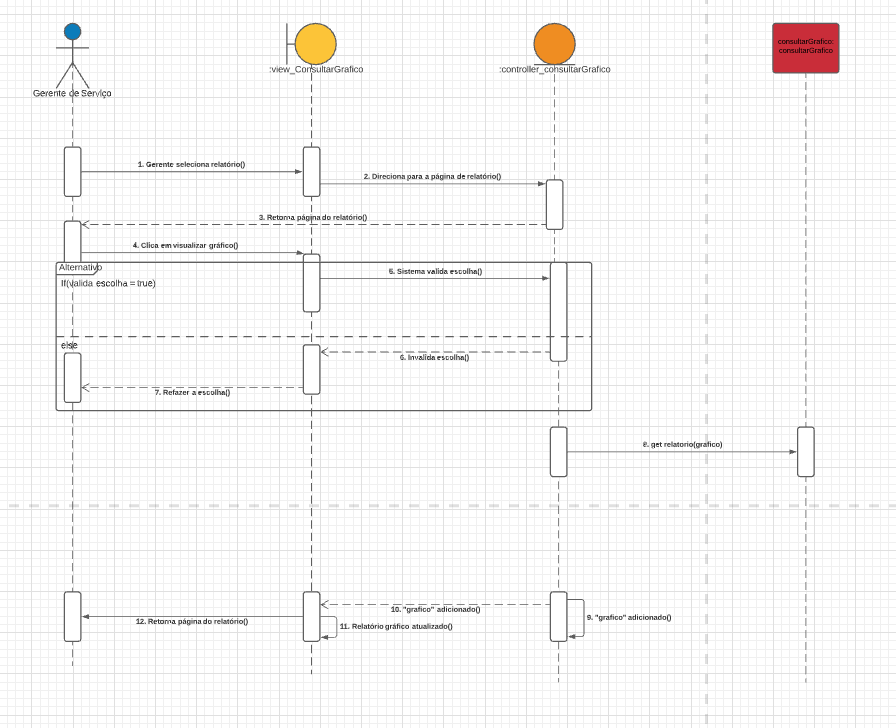 consultarGrafico:
consultarGrafico
:view_ConsultarGrafico
:controller_consultarGrafico
Gerente de Serviço
1. Gerente seleciona relatório()
2. Direciona para a página de relatório()
3. Retorna página do relatório()
4. Clica em visualizar gráfico()
Alternativo
5. Sistema valida escolha()
If(valida escolha = true)
else
6. Invalida escolha()
7. Refazer a escolha()
8. get relatorio(grafico)
10. "grafico" adicionado()
9. "grafico" adicionado()
12. Retorna página do relatório()
11. Relatório gráfico atualizado()